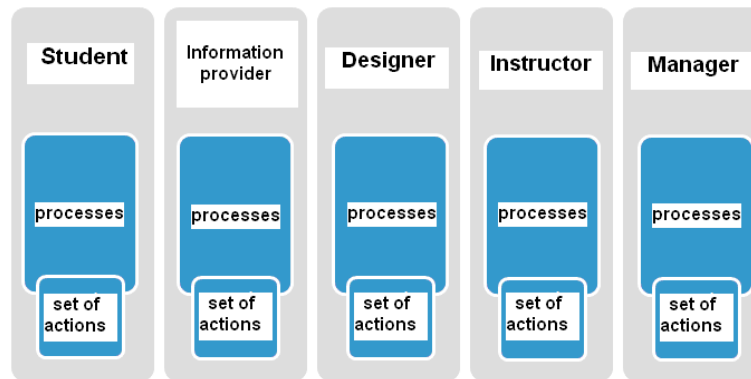 Student
Information
provider
Designer
Instructor
Manager
processes
processes
processes
processes
processes
set of
actions
set of
actions
set of
actions
set of
actions
set of
actions